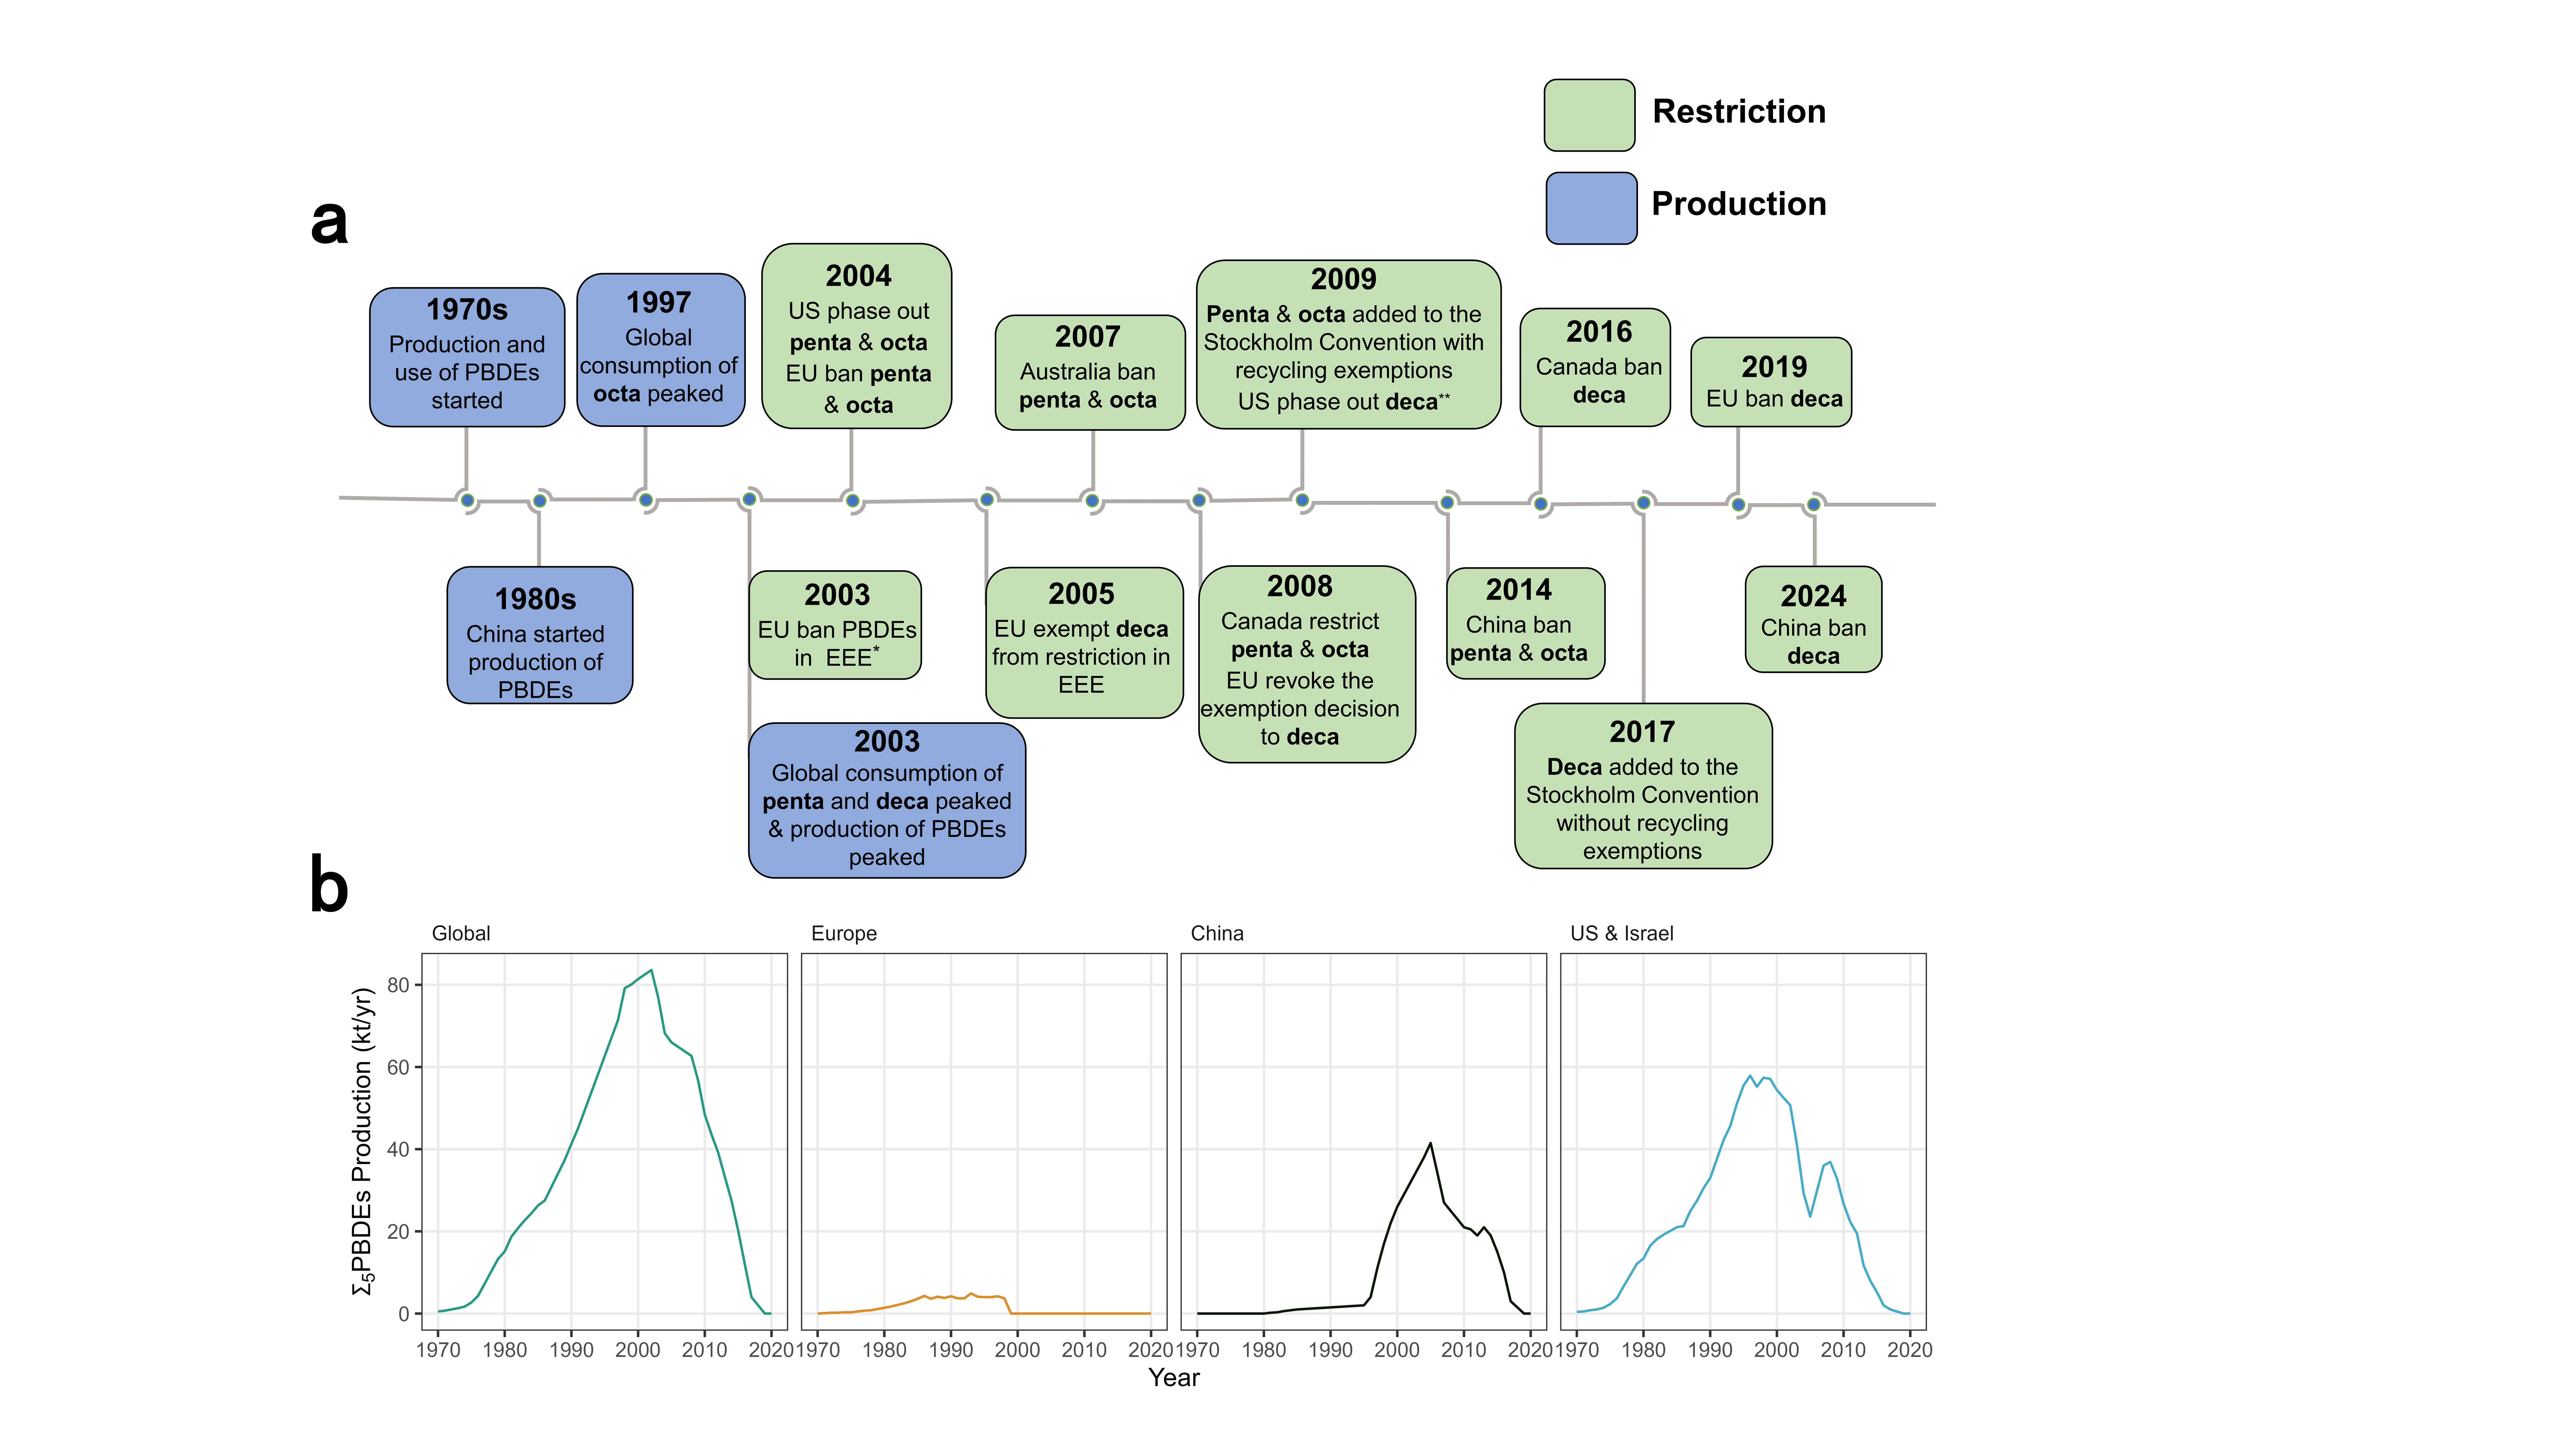 Restriction
Production
a
1970s
Production and
use of PBDEs
started
1997
Global
consumption of
octa peaked
2004
US phase out
penta & octa
EU ban penta
& octa
2007
Australia ban
penta & octa
2009
Penta & octa added to the
Stockholm Convention with
recycling exemptions
US phase out deca**
2016
Canada ban
deca
2019
EU ban deca
1980s
China started
production of
PBDEs
2003
EU ban PBDEs
in EEE*
2003
Global consumption of
penta and deca peaked
& production of PBDEs
peaked
2005
EU exempt deca
from restriction in
EEE
2008
Canada restrict
penta & octa
EU revoke the
exemption decision
to deca
2014
China ban
penta & octa
2017
Deca added to the
Stockholm Convention
without recycling
exemptions
2024
China ban
deca
b
Global
Europe
China
US & Israel
Σ5PBDEs Production (kt/yr)
80
60
40
20
0
1970 1980 1990 2000 2010 2020
1970 1980 1990 2000 2010 2020
1970 1980 1990 2000 2010 2020
1970 1980 1990 2000 2010 2020
Year